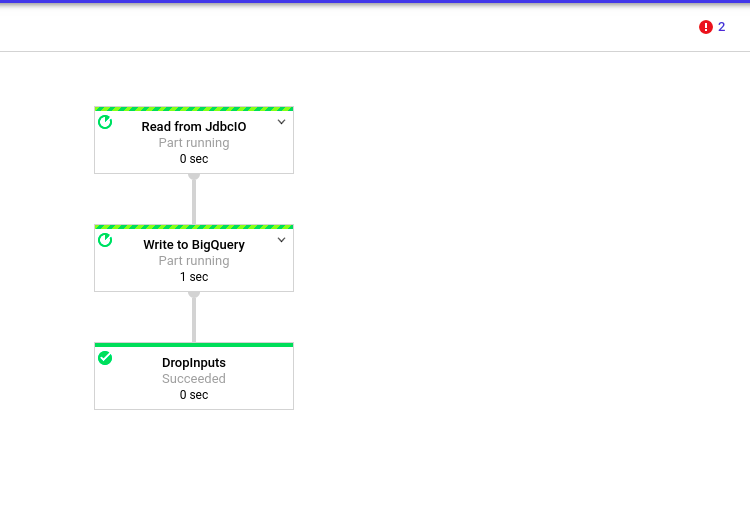 2
Read from JdbcIO
Part running
0 sec
Write to BigQuery
Part running
1 sec
DropInputs
Succeeded
0 sec